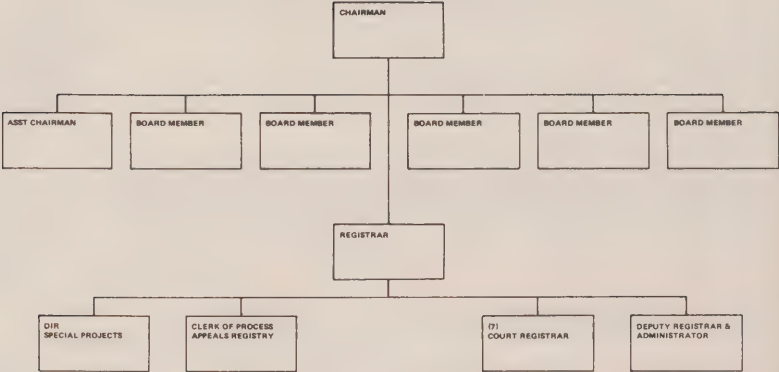 CHAIRMAN
ASST CHAIRMAN
BOARD MEMBER
BOARD MEMBER
BOARD MEMBER
BOARD MEMBER
BOARD MEMBER
REGISTRAR
DIR
SPECIAL PROJECTS
CLERK OF PROCESS
APPEALS REGISTRY
(7)
COURT REGISTRAR
DEPUTY REGISTRAR &
ADMINISTRATOR